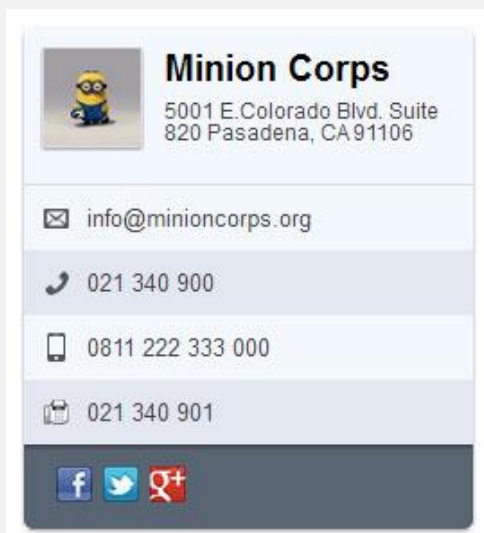 Minion Corps
5001 E.Colorado Blvd. Suite
820 Pasadena, CA 91106
info@minioncorps.org
021 340 900
0811 222 333 000
021 340 901
f
g+